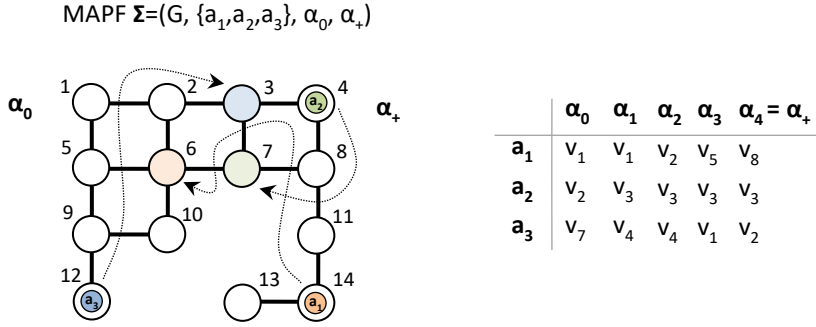 MAPF Σ=(G, {a₁,a₂,a₃}, α₀, α₊)
α₀
α₊
1 2 3 4
a₂
5 6 7 8
9 10 11
12 13 14
a₃ a₁
α₀ α₁ α₂ α₃ α₄ = α₊
a₁ v₁ v₁ v₂ v₅ v₈
a₂ v₂ v₃ v₃ v₃ v₃
a₃ v₇ v₄ v₄ v₁ v₂